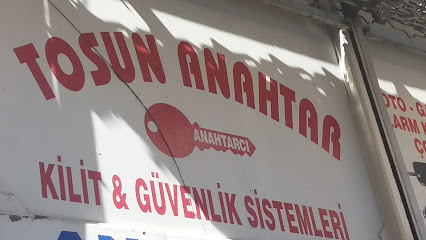 TOSUN ANAHTAR
ANAHTARCI
KİLİT & GÜVENLİK SİSTEMLERİ